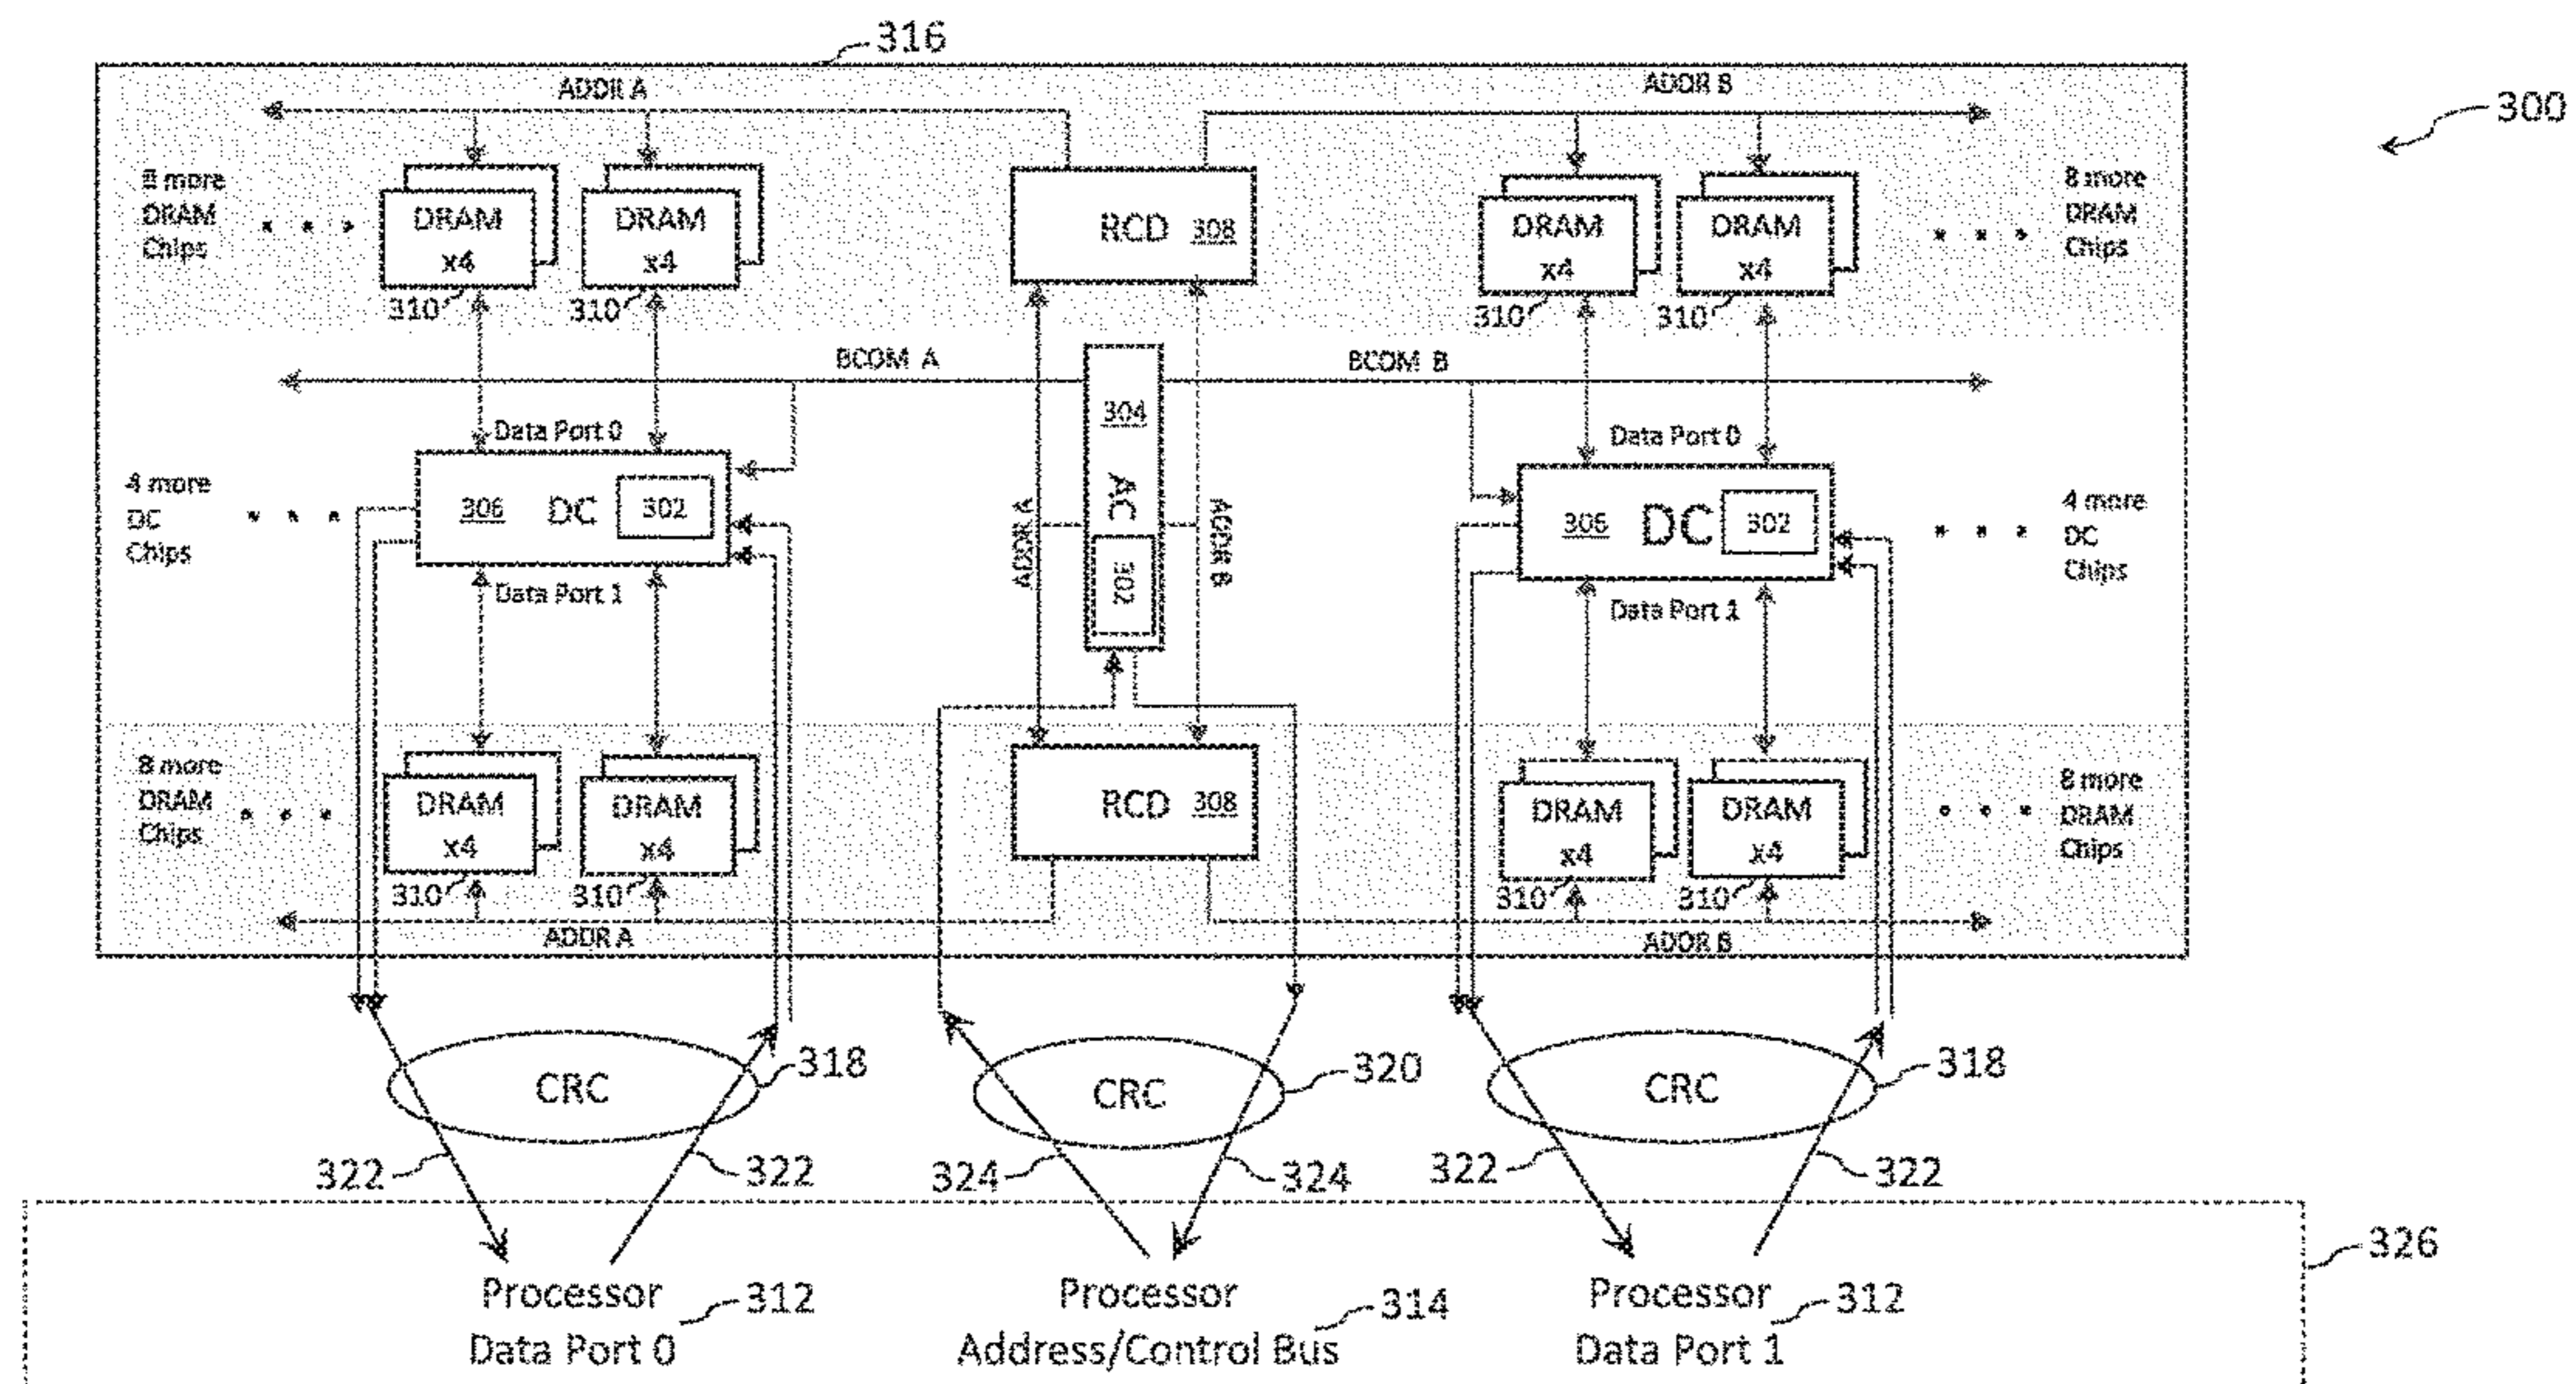 316
300
ADDR A
ADDR B
8 more
DRAM
Chips
DRAM
x4
310
DRAM
x4
310
RCD 308
DRAM
x4
310
DRAM
x4
310
8 more
DRAM
Chips
BCOM A
BCOM B
304
AC
302
ADDR A
ADDR B
4 more
DC
Chips
Data Port 0
306 DC 302
Data Port 1
Data Port 0
306 DC 302
Data Port 1
4 more
DC
Chips
8 more
DRAM
Chips
DRAM
x4
310
DRAM
x4
310
RCD 308
DRAM
x4
310
DRAM
x4
310
8 more
DRAM
Chips
ADDR A
ADDR B
CRC
318
CRC
320
CRC
318
322
322
324
324
322
322
326
Processor
Data Port 0
312
Processor
Address/Control Bus
314
Processor
Data Port 1
312